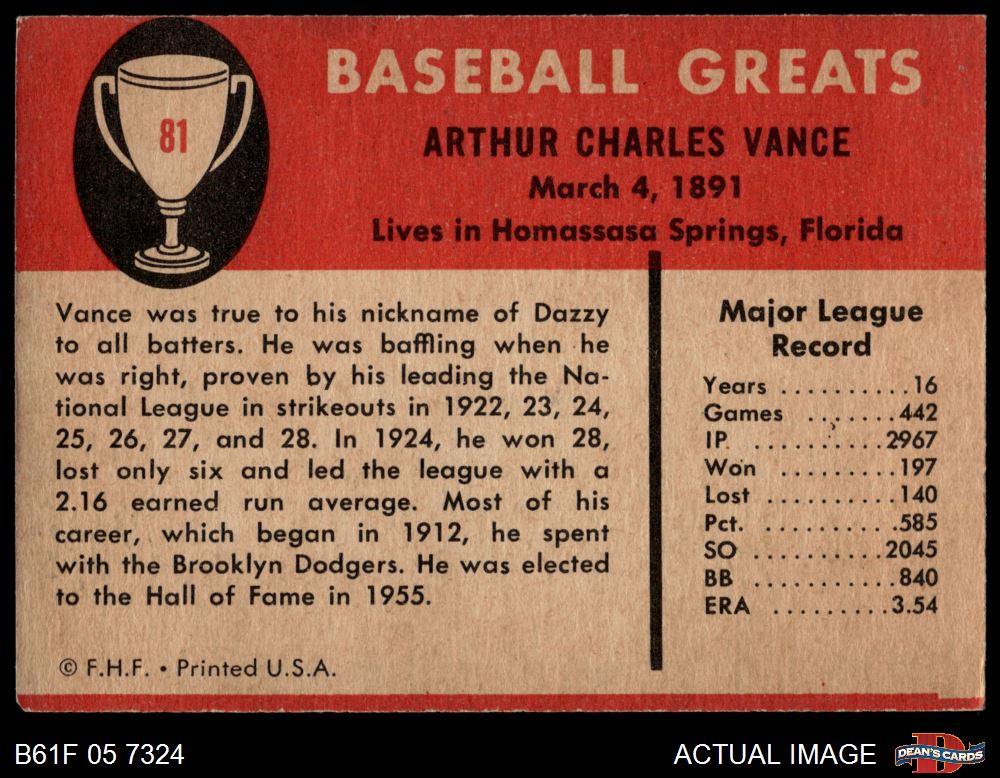 81
BASEBALL GREATS
ARTHUR CHARLES VANCE
March 4, 1891
Lives in Homassasa Springs, Florida
Vance was true to his nickname of Dazzy
to all batters. He was baffling when he
was right, proven by his leading the Na-
tional League in strikeouts in 1922, 23, 24,
25, 26, 27, and 28. In 1924, he won 28,
lost only six and led the league with a
2.16 earned run average. Most of his
career, which began in 1912, he spent
with the Brooklyn Dodgers. He was elected
to the Hall of Fame in 1955.
© F.H.F. • Printed U.S.A.
Major League
Record
Years . . . . . . . . . . 16
Games . . . . . . . 442
IP. . . . . . . . . . 2967
Won . . . . . . . . . 197
Lost . . . . . . . . . . 140
Pct. . . . . . . . . . . .585
SO . . . . . . . . . . 2045
BB . . . . . . . . . . . 840
ERA . . . . . . . . . 3.54
B61F 05 7324
ACTUAL IMAGE
D
DEAN'S CARDS